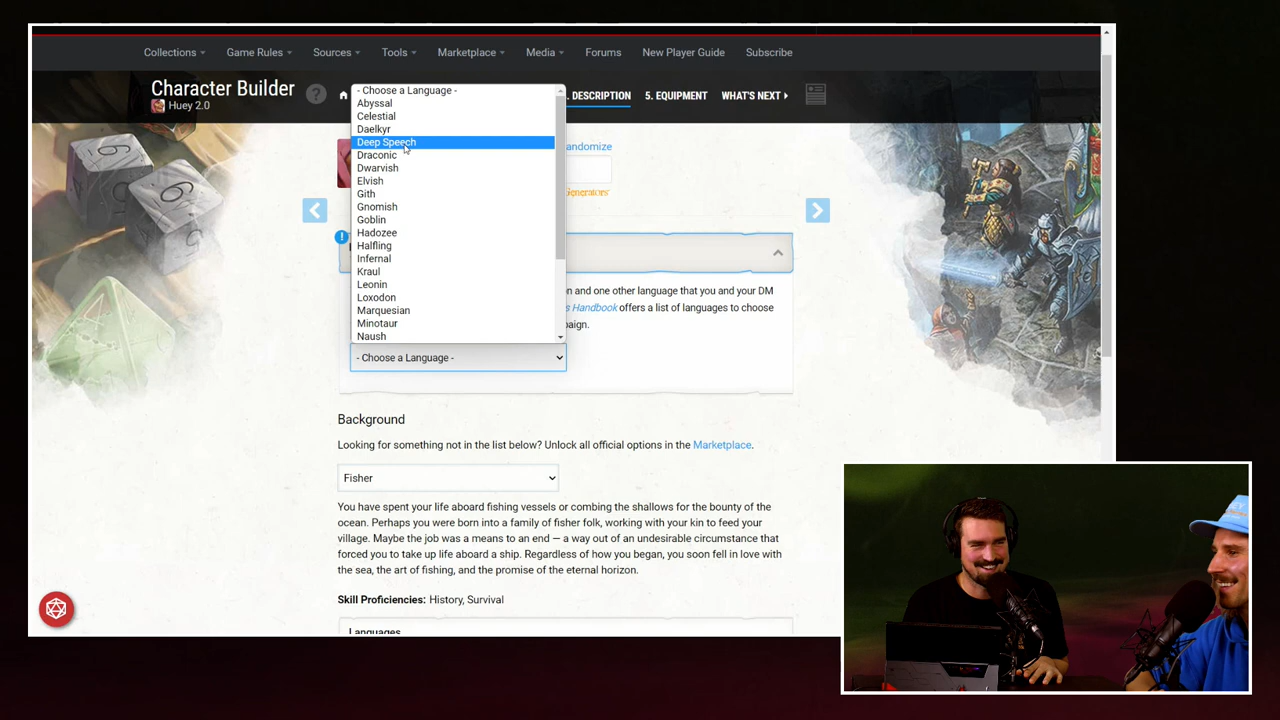 Collections
Game Rules
Sources
Tools
Marketplace
Media
Forums
New Player Guide
Subscribe
Character Builder
?
Huey 2.0
. DESCRIPTION
5. EQUIPMENT
WHAT'S NEXT
- Choose a Language -
Abyssal
Celestial
Daelkyr
Deep Speech
Draconic
Dwarvish
Elvish
Gith
Gnomish
Goblin
Hadozee
Halfling
Infernal
Kraul
Leonin
Loxodon
Marquesian
Minotaur
Naush
andomize
Generators
!
n and one other language that you and your DM
s Handbook offers a list of languages to choose
paign.
- Choose a Language -
Background
Looking for something not in the list below? Unlock all official options in the Marketplace.
Fisher
You have spent your life aboard fishing vessels or combing the shallows for the bounty of the
ocean. Perhaps you were born into a family of fisher folk, working with your kin to feed your
village. Maybe the job was a means to an end — a way out of an undesirable circumstance that
forced you to take up life aboard a ship. Regardless of how you began, you soon fell in love with
the sea, the art of fishing, and the promise of the eternal horizon.
Skill Proficiencies: History, Survival
Languages